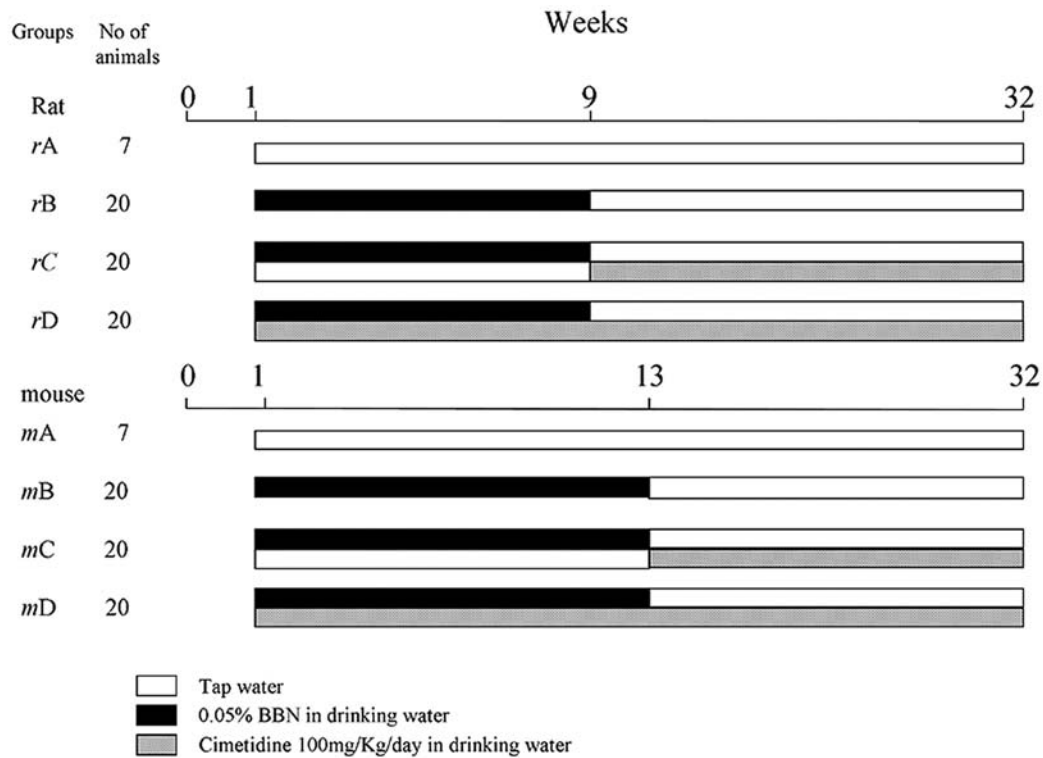 Weeks
Groups No of animals
Rat 0 1 9 32
rA 7
rB 20
rC 20
rD 20
mouse 0 1 13 32
mA 7
mB 20
mC 20
mD 20
Tap water
0.05% BBN in drinking water
Cimetidine 100mg/Kg/day in drinking water